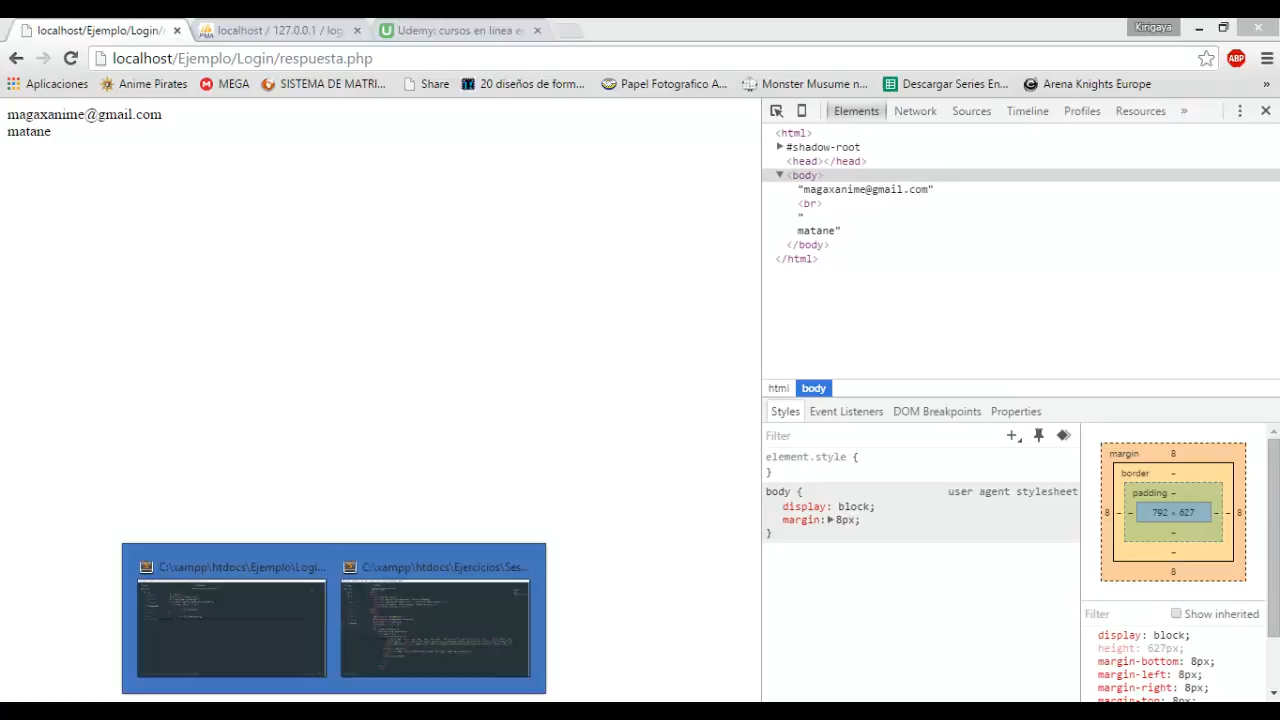 localhost/Ejemplo/Login/r
localhost / 127.0.0.1 / log
Udemy: cursos en línea e
Kirigaya
localhost/Ejemplo/Login/respuesta.php
ABP
Aplicaciones
Anime Pirates
MEGA
SISTEMA DE MATRI...
Share
20 diseños de form...
Papel Fotografico A...
Monster Musume n...
Descargar Series En...
Arena Knights Europe
»
magaxanime@gmail.com
matane
Elements Network Sources Timeline Profiles Resources »
<html>
#shadow-root
<head></head>
<body>
"magaxanime@gmail.com"
<br>
"
matane"
</body>
</html>
html body
Styles Event Listeners DOM Breakpoints Properties
Filter
element.style {
}
body { user agent stylesheet
display: block;
margin: 8px;
}
margin 8
border -
padding -
8 - - 792 × 627 - - 8
-
-
8
Filter Show inherited
display: block;
height: 627px;
margin-bottom: 8px;
margin-left: 8px;
margin-right: 8px;
margin-top: 8px;
C:\xampp\htdocs\Ejemplo\Logi...
C:\xampp\htdocs\Ejercicios\Ses...